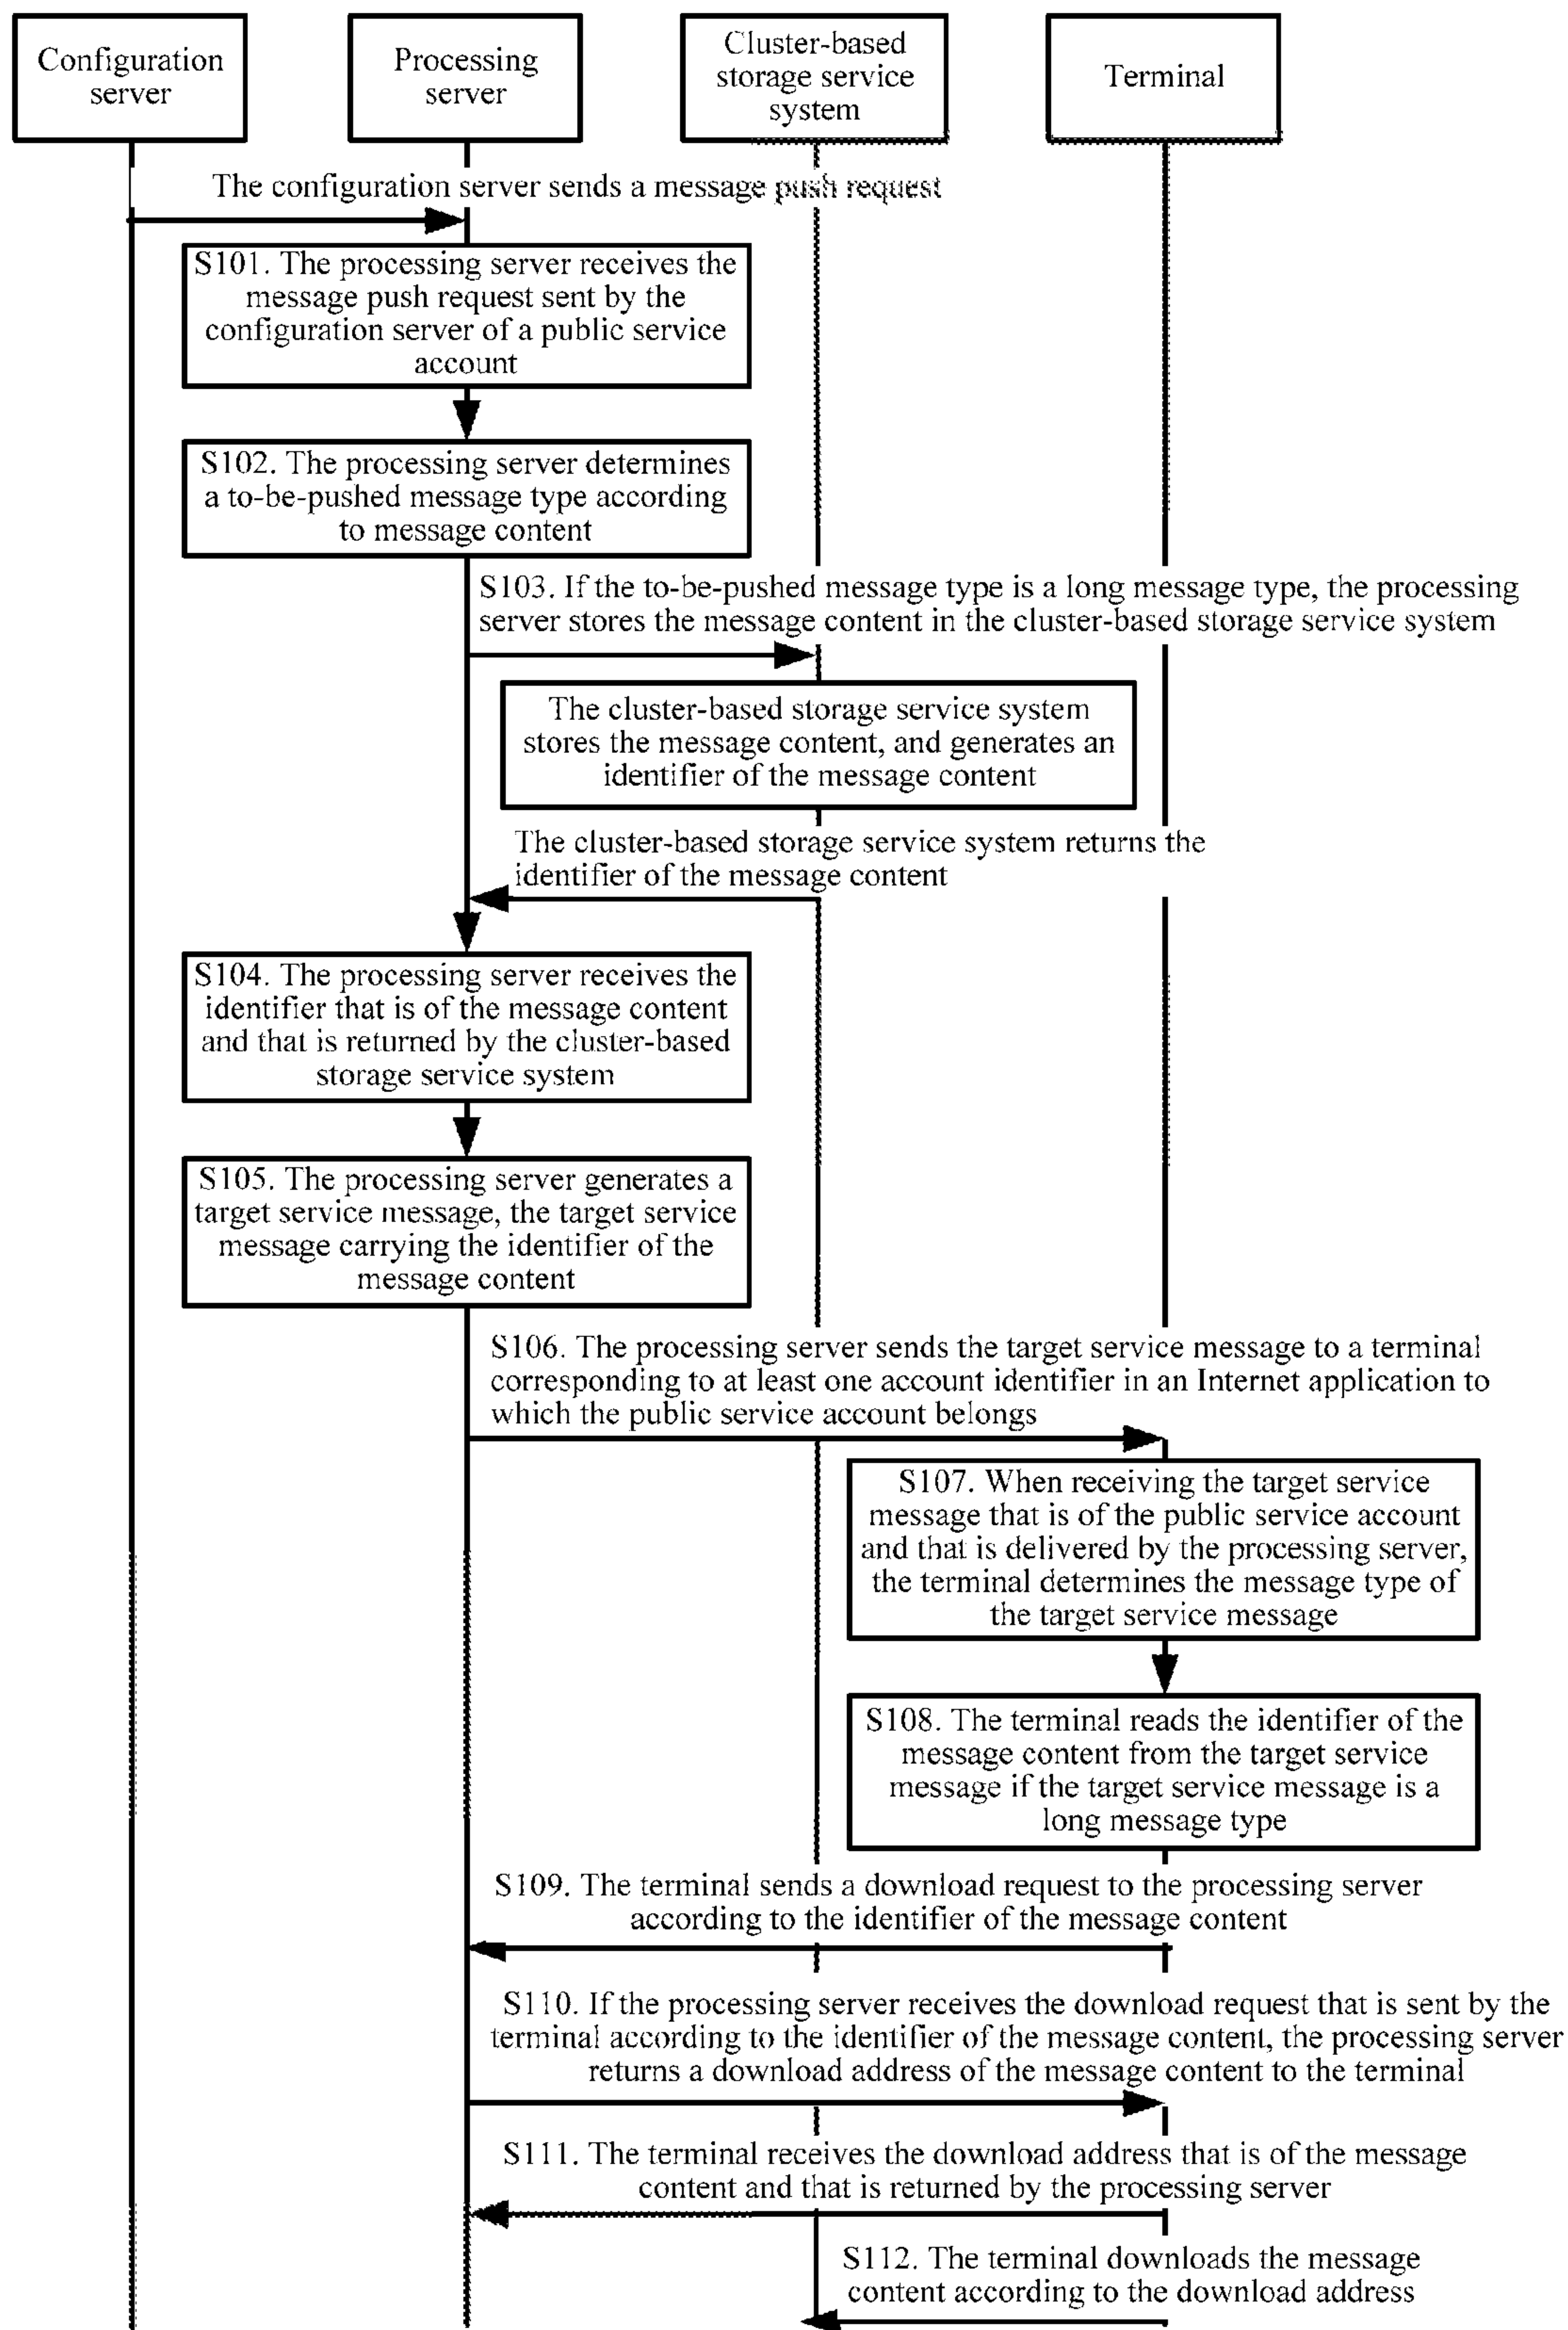 Configuration
server
Processing
server
Cluster-based
storage service
system
Terminal
The configuration server sends a message push request
S101. The processing server receives the
message push request sent by the
configuration server of a public service
account
S102. The processing server determines
a to-be-pushed message type according
to message content
S103. If the to-be-pushed message type is a long message type, the processing
server stores the message content in the cluster-based storage service system
The cluster-based storage service system
stores the message content, and generates an
identifier of the message content
The cluster-based storage service system returns the
identifier of the message content
S104. The processing server receives the
identifier that is of the message content
and that is returned by the cluster-based
storage service system
S105. The processing server generates a
target service message, the target service
message carrying the identifier of the
message content
S106. The processing server sends the target service message to a terminal
corresponding to at least one account identifier in an Internet application to
which the public service account belongs
S107. When receiving the target service
message that is of the public service account
and that is delivered by the processing server,
the terminal determines the message type of
the target service message
S108. The terminal reads the identifier of the
message content from the target service
message if the target service message is a
long message type
S109. The terminal sends a download request to the processing server
according to the identifier of the message content
S110. If the processing server receives the download request that is sent by the
terminal according to the identifier of the message content, the processing server
returns a download address of the message content to the terminal
S111. The terminal receives the download address that is of the message
content and that is returned by the processing server
S112. The terminal downloads the message
content according to the download address